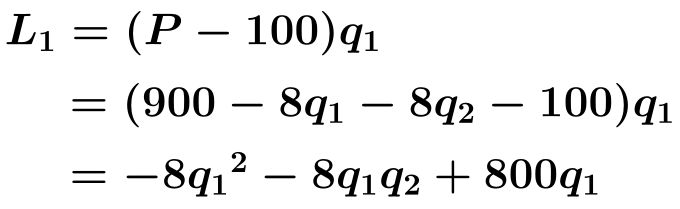 L₁ = (P − 100)q₁
= (900 − 8q₁ − 8q₂ − 100)q₁
= −8q₁² − 8q₁q₂ + 800q₁